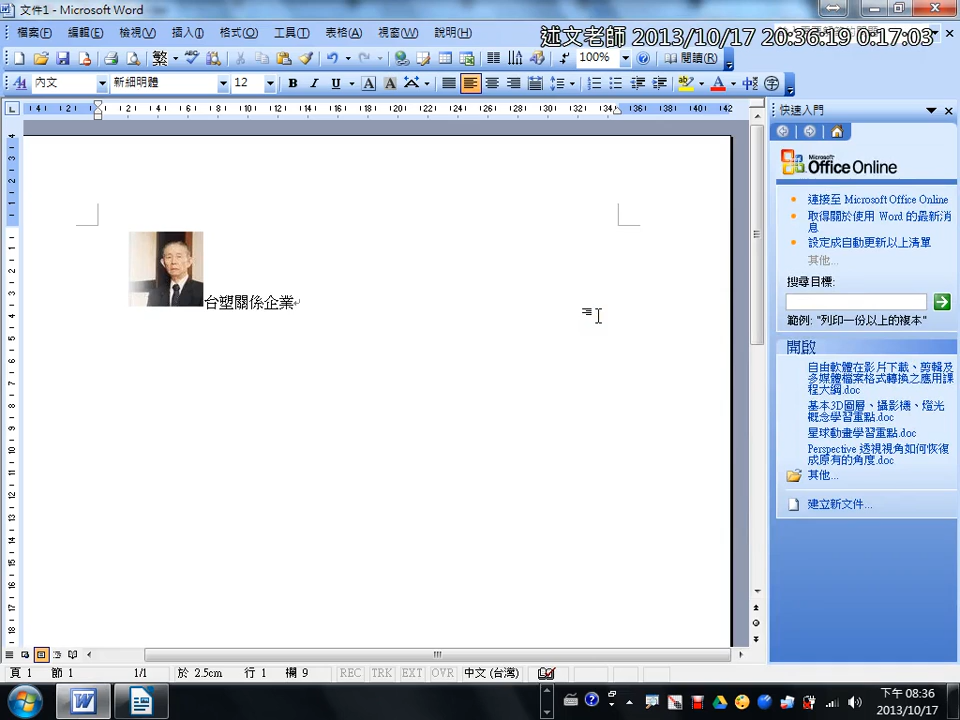 文件1 - Microsoft Word
檔案(F) 編輯(E) 檢視(V) 插入(I) 格式(O) 工具(T) 表格(A) 視窗(W) 說明(H)
述文老師 2013/10/17 20:36:19 0:17:03
繁 100% 閱讀(R)
內文 新細明體 12 B I U A A A
快速入門
Microsoft
Office Online
連接至 Microsoft Office Online
取得關於使用 Word 的最新消息
設定成自動更新以上清單
其他...
搜尋目標:
範例: "列印一份以上的複本"
開啟
自由軟體在影片下載、剪輯及
多媒體檔案格式轉換之應用課
程大綱.doc
基本3D圖層、攝影機、燈光
概念學習重點.doc
星球動畫學習重點.doc
Perspective 透視視角如何恢復
成原有的角度.doc
其他...
建立新文件...
台塑關係企業
頁 1 節 1 1/1 於 2.5cm 行 1 欄 9 REC TRK EXT OVR 中文 (台灣)
下午 08:36
2013/10/17